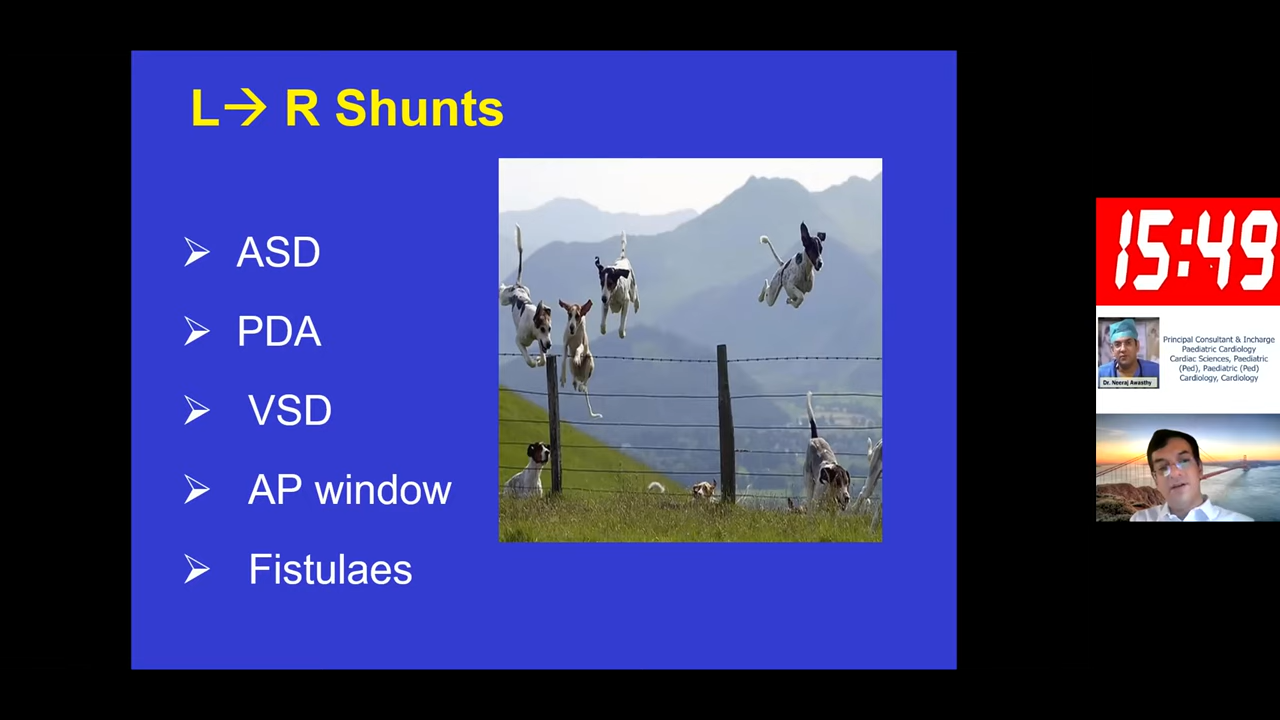 L→ R Shunts
➢ ASD
➢ PDA
➢ VSD
➢ AP window
➢ Fistulaes
15:49
Dr. Neeraj Awasthy
Principal Consultant & Incharge
Paediatric Cardiology
Cardiac Sciences, Paediatric
(Ped), Paediatric (Ped)
Cardiology, Cardiology